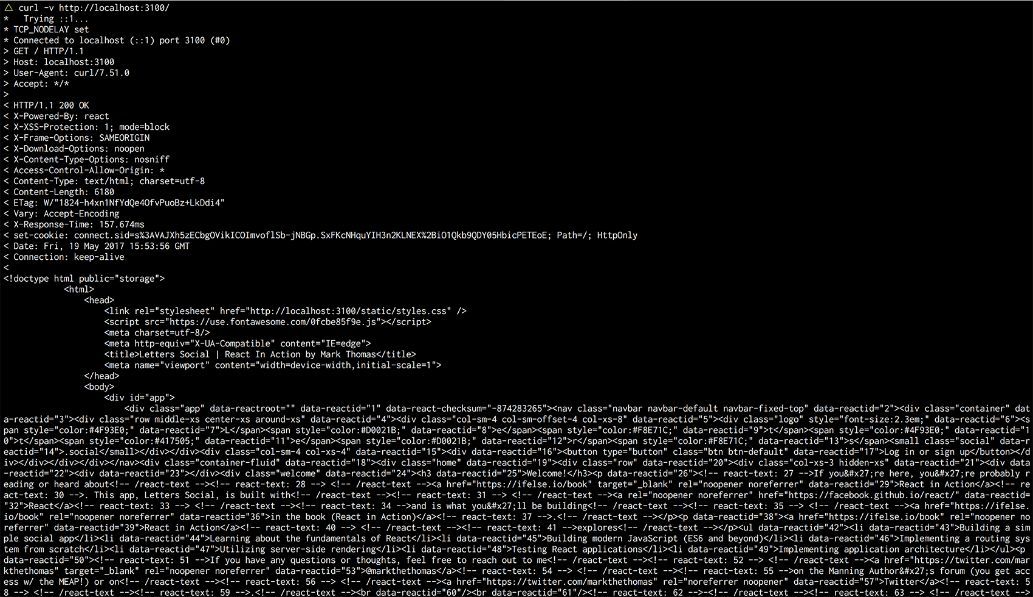 △ curl -v http://localhost:3100/
*   Trying ::1...
* TCP_NODELAY set
* Connected to localhost (::1) port 3100 (#0)
> GET / HTTP/1.1
> Host: localhost:3100
> User-Agent: curl/7.51.0
> Accept: */*
>
< HTTP/1.1 200 OK
< X-Powered-By: react
< X-XSS-Protection: 1; mode=block
< X-Frame-Options: SAMEORIGIN
< X-Download-Options: noopen
< X-Content-Type-Options: nosniff
< Access-Control-Allow-Origin: *
< Content-Type: text/html; charset=utf-8
< Content-Length: 6180
< ETag: W/"1824-h4xn1NfYdQe4OfvPuoBz+LkDdi4"
< Vary: Accept-Encoding
< X-Response-Time: 157.674ms
< set-cookie: connect.sid=s%3AVAJXh5zECbgOVikICOImvoflSb-jNBGp.SxFKcNHquYIH3n2KLNEX%2BiO1Qkb9QDY05HbicPETEoE; Path=/; HttpOnly
< Date: Fri, 19 May 2017 15:53:56 GMT
< Connection: keep-alive
<
<!doctype html public="storage">
<html>
<head>
<link rel="stylesheet" href="http://localhost:3100/static/styles.css" />
<script src="https://use.fontawesome.com/0fcbe85f9e.js"></script>
<meta charset=utf-8/>
<meta http-equiv="X-UA-Compatible" content="IE=edge">
<title>Letters Social | React In Action by Mark Thomas</title>
<meta name="viewport" content="width=device-width,initial-scale=1">
</head>
<body>
<div id="app">
<div class="app" data-reactroot="" data-reactid="1" data-react-checksum="-874283265"><nav class="navbar navbar-default navbar-fixed-top" data-reactid="2"><div class="container" da
ta-reactid="3"><div class="row middle-xs center-xs around-xs" data-reactid="4"><div class="col-sm-4 col-sm-offset-4 col-xs-8" data-reactid="5"><div class="logo" style="font-size:2.3em;" data-reactid="6"><s
pan style="color:#4F93E0;" data-reactid="7">L</span><span style="color:#D0021B;" data-reactid="8">e</span><span style="color:#F8E71C;" data-reactid="9">t</span><span style="color:#4F93E0;" data-reactid="1
0">t</span><span style="color:#417505;" data-reactid="11">e</span><span style="color:#D0021B;" data-reactid="12">r</span><span style="color:#F8E71C;" data-reactid="13">s</span><small class="social" data-r
eactid="14">.social</small></div></div><div class="col-sm-4 col-xs-4" data-reactid="15"><div data-reactid="16"><button type="button" class="btn btn-default" data-reactid="17">Log in or sign up</button></d
iv></div></div></div></nav><div class="container-fluid" data-reactid="18"><div class="home" data-reactid="19"><div class="row" data-reactid="20"><div class="col-xs-3 hidden-xs" data-reactid="21"><div data
-reactid="22"></div></div><div class="welcome" data-reactid="24"><h3 data-reactid="25">Welcome!</h3><p data-reactid="26"><!-- react-text: 27 -->If you&#x27;re here, you&#x27;re probably r
eading or heard about<!-- /react-text --><!-- react-text: 28 --> <!-- /react-text --><a href="https://ifelse.io/book" target="_blank" rel="noopener noreferrer" data-reactid="29">React in Action</a><!-- re
act-text: 30 -->. This app, Letters Social, is built with<!-- /react-text --><!-- react-text: 31 --> <!-- /react-text --><a rel="noopener noreferrer" href="https://facebook.github.io/react/" data-reactid=
"32">React</a><!-- react-text: 33 --> <!-- /react-text --><!-- react-text: 34 -->and is what you&#x27;ll be building<!-- /react-text --><!-- react-text: 35 --> <!-- /react-text --><a href="https://ifelse.
io/book" rel="noopener noreferrer" data-reactid="36">in the book (React in Action)</a><!-- react-text: 37 -->.<!-- /react-text --></p><p data-reactid="38"><a href="https://ifelse.io/book" rel="noopener nor
eferrer" data-reactid="39">React in Action</a><!-- react-text: 40 --> <!-- /react-text --><!-- react-text: 41 -->explores<!-- /react-text --></p><ul data-reactid="42"><li data-reactid="43">Building a sim
ple social app</li><li data-reactid="44">Learning about the fundamentals of React</li><li data-reactid="45">Building modern JavaScript (ES6 and beyond)</li><li data-reactid="46">Implementing a routing sys
tem from scratch</li><li data-reactid="47">Utilizing server-side rendering</li><li data-reactid="48">Testing React applications</li><li data-reactid="49">Implementing application architecture</li></ul><p
data-reactid="50"><!-- react-text: 51 -->If you have any questions or thoughts, feel free to reach out to me<!-- /react-text --><!-- react-text: 52 --> <!-- /react-text --><a href="https://twitter.com/mar
kthethomas" target="_blank" rel="noopener noreferrer" data-reactid="53">@markthethomas</a><!-- react-text: 54 --> <!-- /react-text --><!-- react-text: 55 -->on the Manning Author&#x27;s forum (you get acc
ess w/ the MEAP!) or on<!-- /react-text --><!-- react-text: 56 --> <!-- /react-text --><a href="https://twitter.com/markthethomas" rel="noreferrer noopener" data-reactid="57">Twitter</a><!-- react-text: 5
8 --> <!-- /react-text --><!-- react-text: 59 -->.<!-- /react-text --><br data-reactid="60"/><br data-reactid="61"/><!-- react-text: 62 --><!-- /react-text --><!-- react-text: 63 --> <!-- /react-text --><